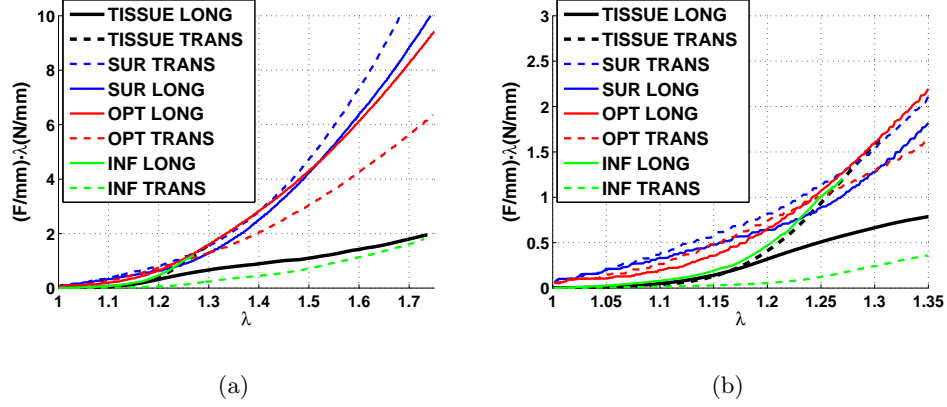 TISSUE LONG
TISSUE TRANS
SUR TRANS
SUR LONG
OPT LONG
OPT TRANS
INF LONG
INF TRANS
10
8
6
4
2
0
(F/mm)·λ(N/mm)
1 1.1 1.2 1.3 1.4 1.5 1.6 1.7
λ
(a)
TISSUE LONG
TISSUE TRANS
SUR TRANS
SUR LONG
OPT LONG
OPT TRANS
INF LONG
INF TRANS
3
2.5
2
1.5
1
0.5
0
(F/mm)·λ(N/mm)
1 1.05 1.1 1.15 1.2 1.25 1.3 1.35
λ
(b)